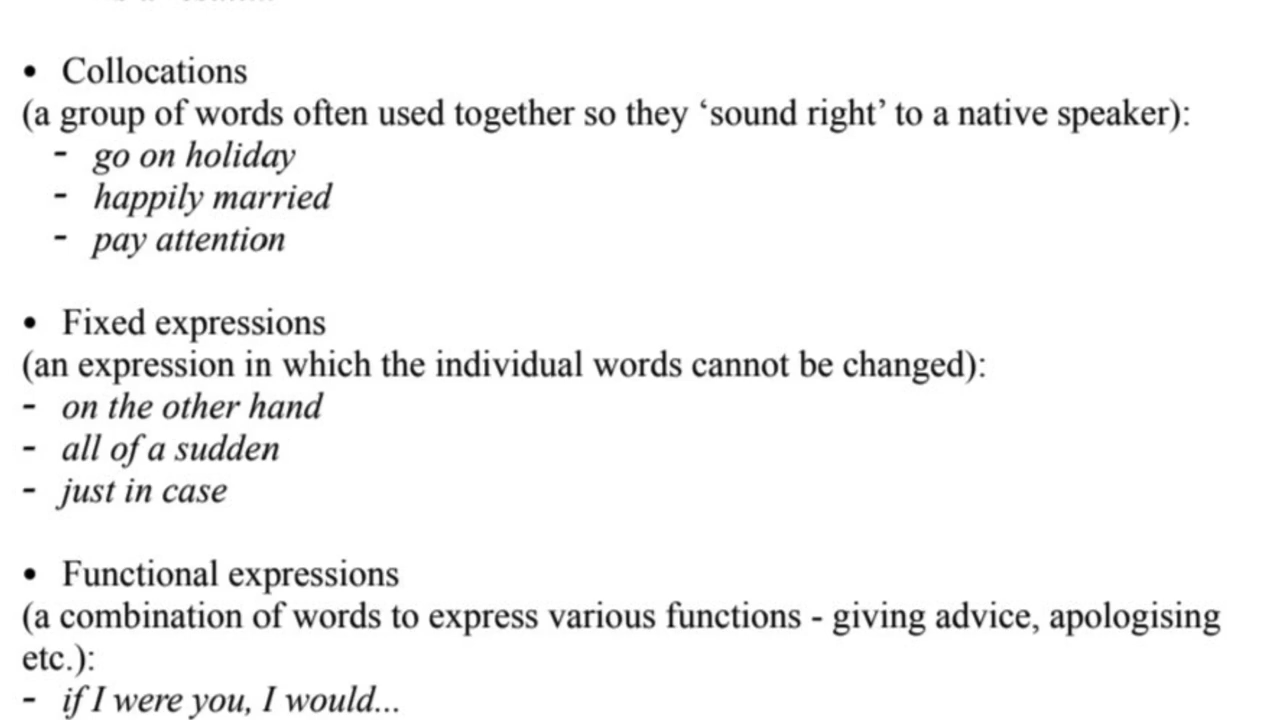 • Collocations
(a group of words often used together so they ‘sound right’ to a native speaker):
- go on holiday
- happily married
- pay attention
• Fixed expressions
(an expression in which the individual words cannot be changed):
- on the other hand
- all of a sudden
- just in case
• Functional expressions
(a combination of words to express various functions - giving advice, apologising
etc.):
- if I were you, I would...